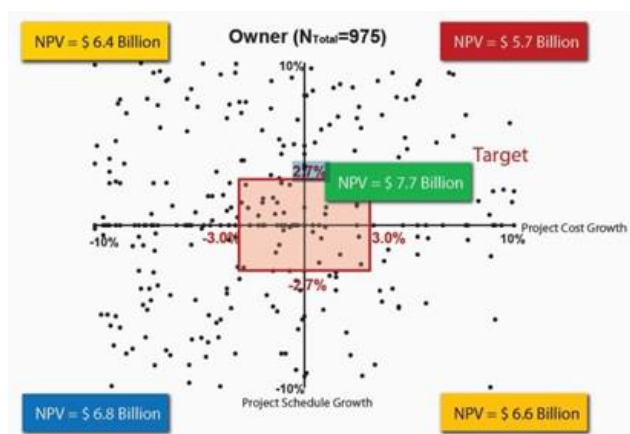 NPV = $ 6.4 Billion
Owner (NTotal=975)
NPV = $ 5.7 Billion
10%
Target
2.7%
NPV = $ 7.7 Billion
-10%
-3.0%
3.0%
10%
Project Cost Growth
-2.7%
-10%
Project Schedule Growth
NPV = $ 6.8 Billion
NPV = $ 6.6 Billion